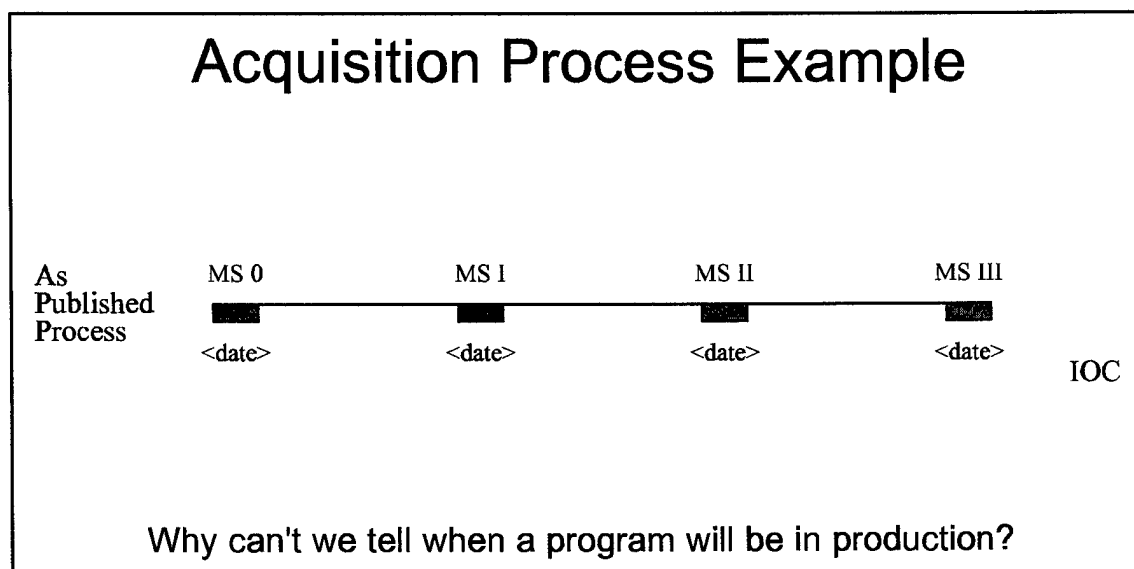 Acquisition Process Example
As
Published
Process
MS 0 MS I MS II MS III
<date> <date> <date> <date>
IOC
Why can't we tell when a program will be in production?